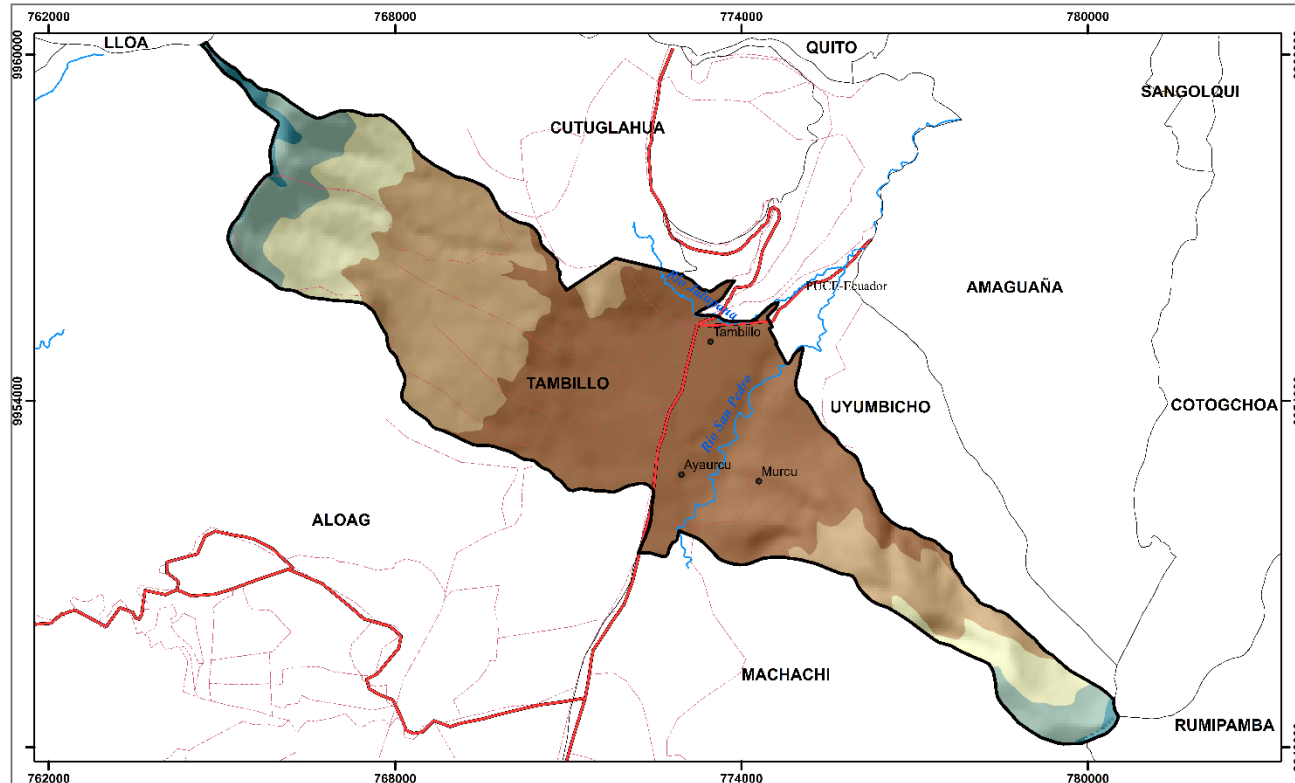 762000 768000 774000 780000
LLOA
QUITO
SANGOLQUI
CUTUGLAHUA
AMAGUAÑA
PUCE-Ecuador
Tambillo
TAMBILLO
9954000
UYUMBICHO
COTOGCHOA
Río San Pedro
Ayaurcu
Murcu
ALOAG
MACHACHI
RUMIPAMBA
762000 768000 774000 780000